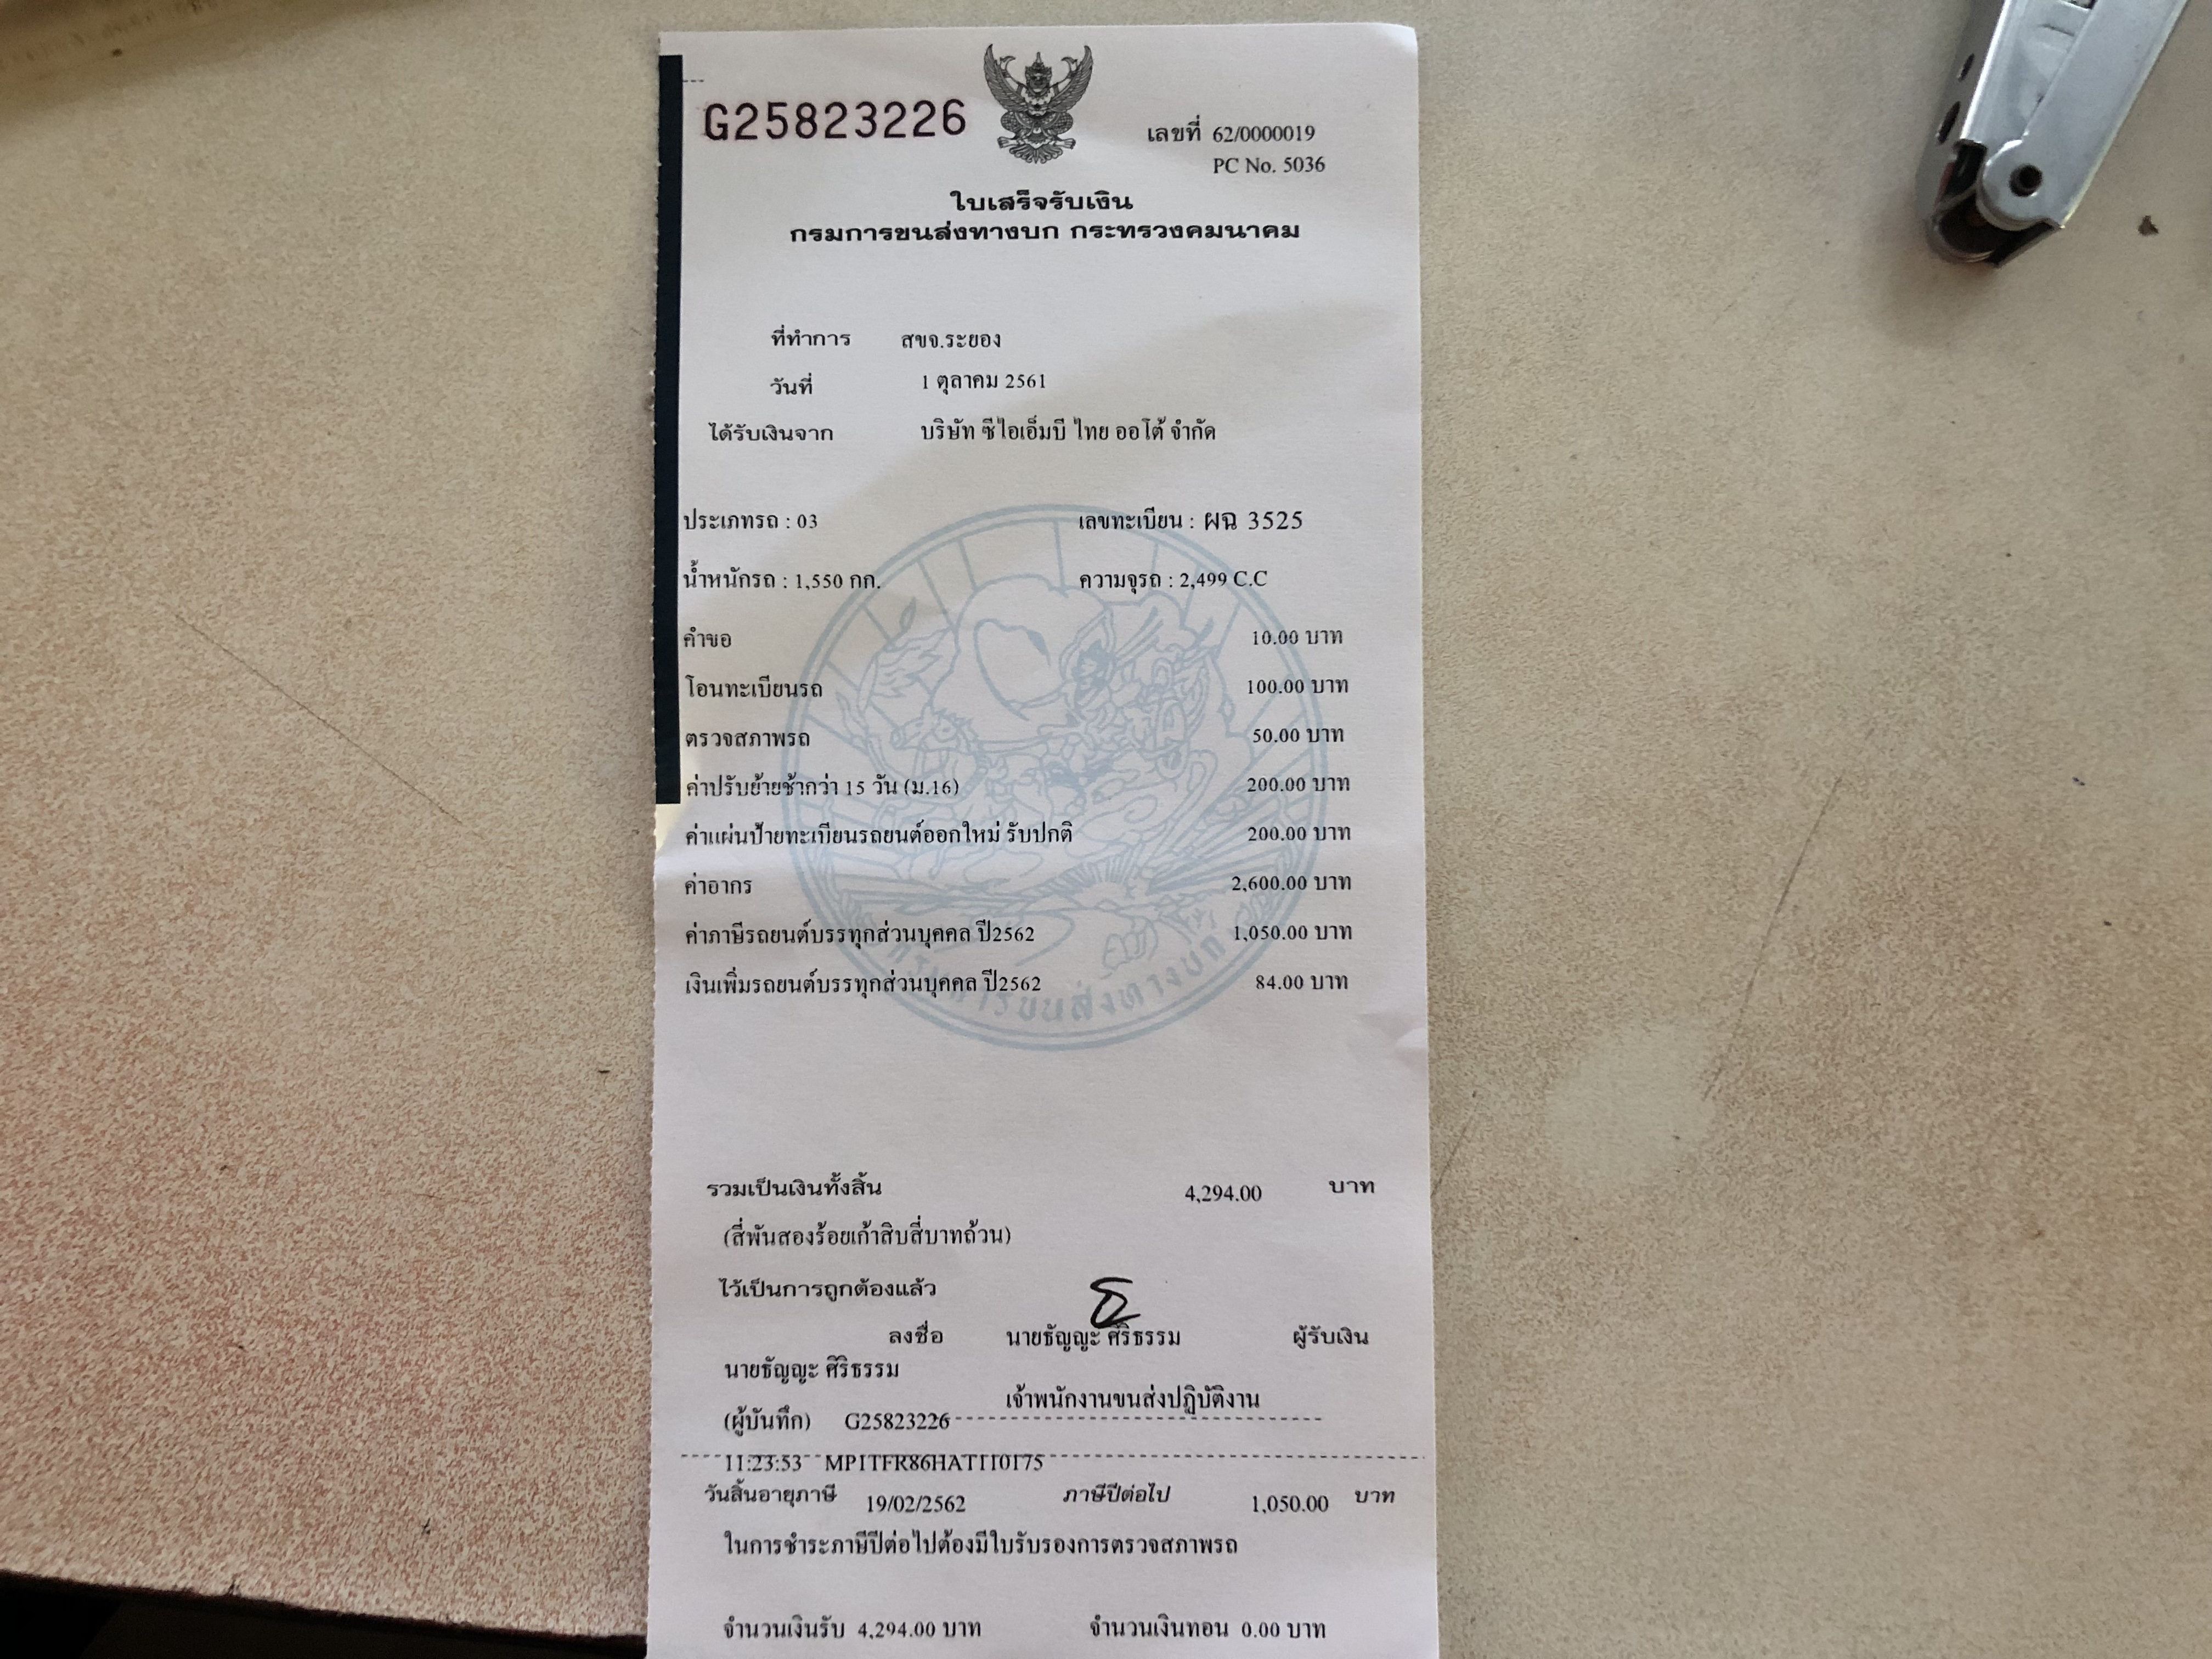 G25823226
เลขที่ 62/0000019
PC No. 5036
ใบเสร็จรับเงิน
กรมการขนส่งทางบก กระทรวงคมนาคม
ที่ทำการ สขจ.ระยอง
วันที่ 1 ตุลาคม 2561
ได้รับเงินจาก บริษัท ซีไอเอ็มบี ไทย ออโต้ จำกัด
ประเภทรถ : 03 เลขทะเบียน : ผฉ 3525
น้ำหนักรถ : 1,550 กก. ความจุรถ : 2,499 C.C
คำขอ 10.00 บาท
โอนทะเบียนรถ 100.00 บาท
ตรวจสภาพรถ 50.00 บาท
ค่าปรับย้ายช้ากว่า 15 วัน (ม.16) 200.00 บาท
ค่าแผ่นป้ายทะเบียนรถยนต์ออกใหม่ รับปกติ 200.00 บาท
ค่าอากร 2,600.00 บาท
ค่าภาษีรถยนต์บรรทุกส่วนบุคคล ปี2562 1,050.00 บาท
เงินเพิ่มรถยนต์บรรทุกส่วนบุคคล ปี2562 84.00 บาท
กรมการขนส่งทางบก
รวมเป็นเงินทั้งสิ้น 4,294.00 บาท
(สี่พันสองร้อยเก้าสิบสี่บาทถ้วน)
ไว้เป็นการถูกต้องแล้ว
ลงชื่อ นายธัญญะ ศิริธรรม ผู้รับเงิน
นายธัญญะ ศิริธรรม
เจ้าพนักงานขนส่งปฏิบัติงาน
(ผู้บันทึก) G25823226
11:23:53 MP1TFR86HAT110175
วันสิ้นอายุภาษี 19/02/2562 ภาษีปีต่อไป 1,050.00 บาท
ในการชำระภาษีปีต่อไปต้องมีใบรับรองการตรวจสภาพรถ
จำนวนเงินรับ 4,294.00 บาท จำนวนเงินทอน 0.00 บาท